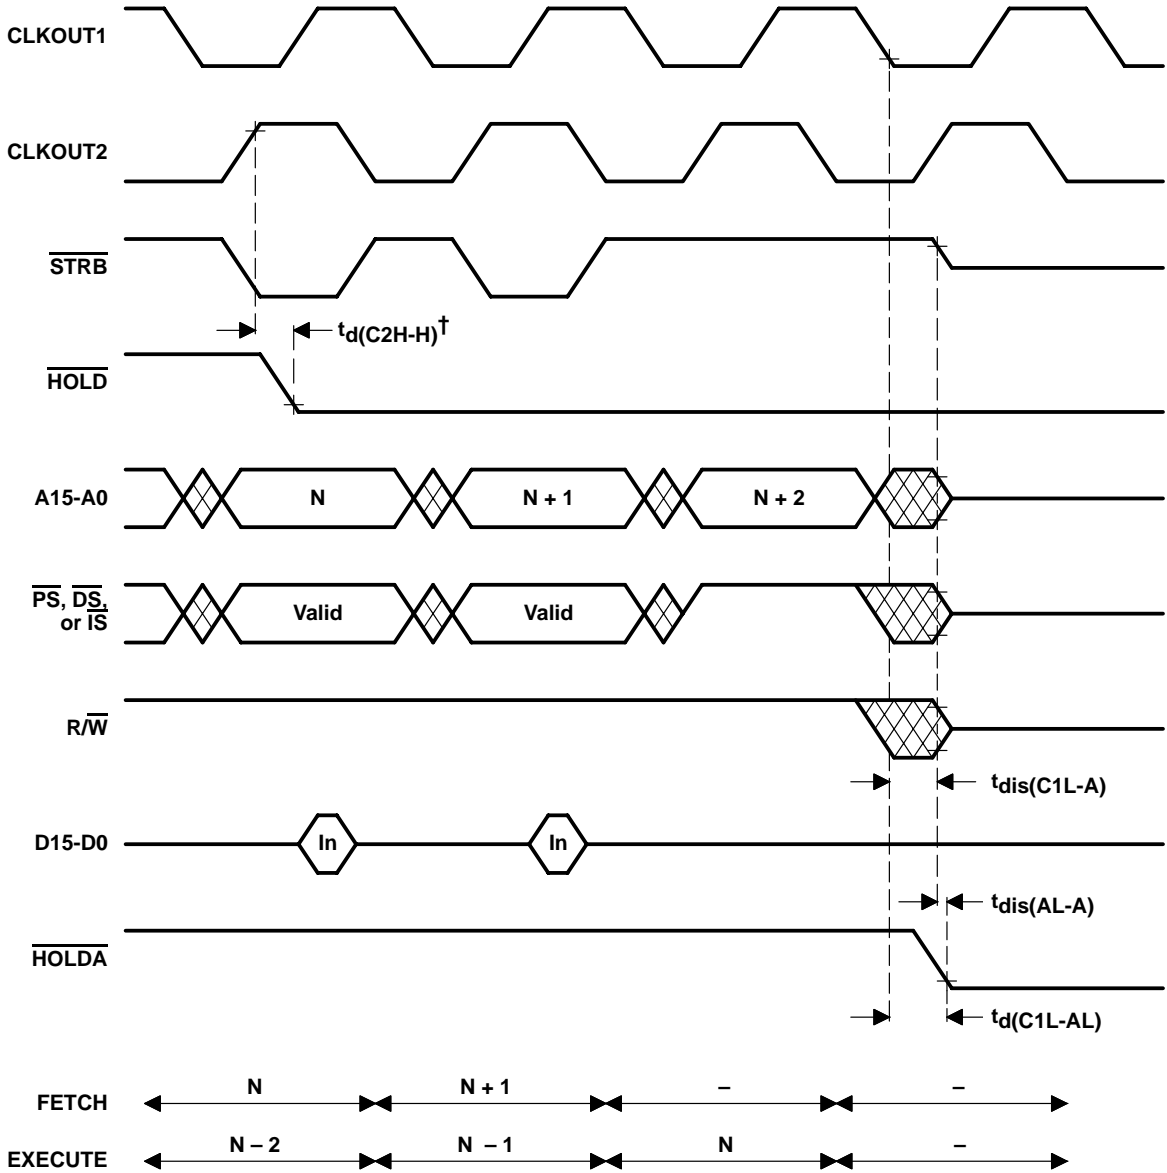 CLKOUT1
CLKOUT2
STRB
td(C2H-H)†
HOLD
A15-A0
N
N + 1
N + 2
PS, DS,
or IS
Valid
Valid
R/W
tdis(C1L-A)
D15-D0
In
In
tdis(AL-A)
HOLDA
td(C1L-AL)
FETCH
N
N + 1
–
–
EXECUTE
N – 2
N – 1
N
–